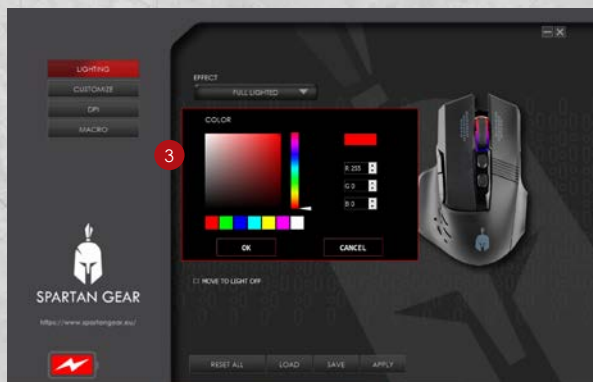 LIGHTING
CUSTOMIZE
DPI
MACRO
EFFECT
FULL LIGHTED
COLOR
3
R 255
G 0
B 0
OK
CANCEL
MOVE TO LIGHT OFF
SPARTAN GEAR
https://www.spartangear.eu/
RESET ALL
LOAD
SAVE
APPLY